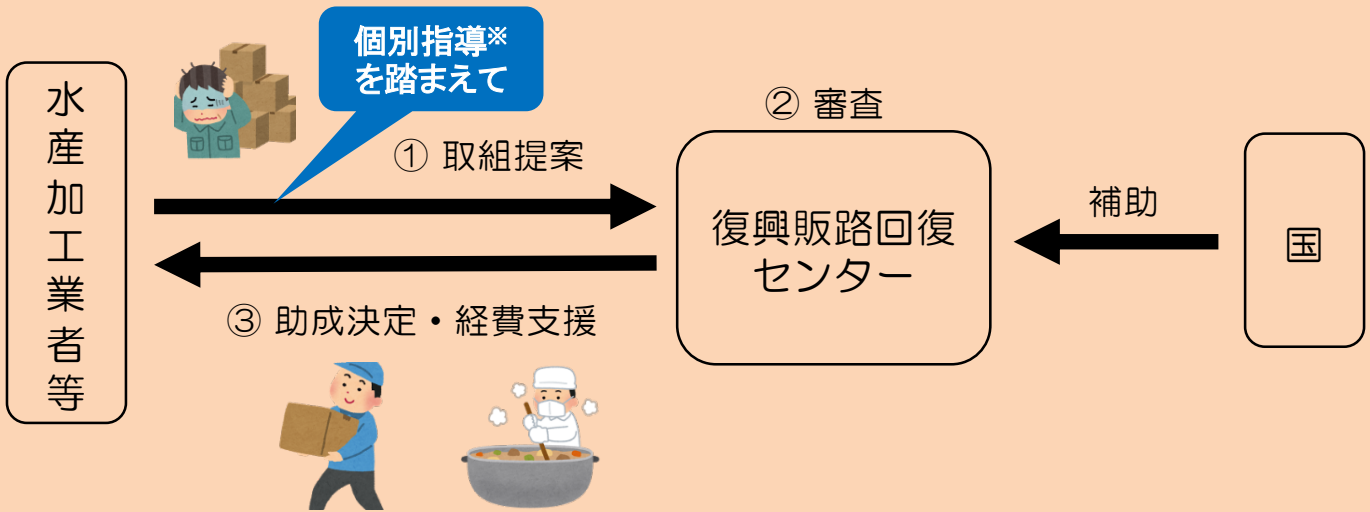 個別指導※
を踏まえて
水産加工業者等
① 取組提案
② 審査
復興販路回復
センター
補助
国
③ 助成決定・経費支援